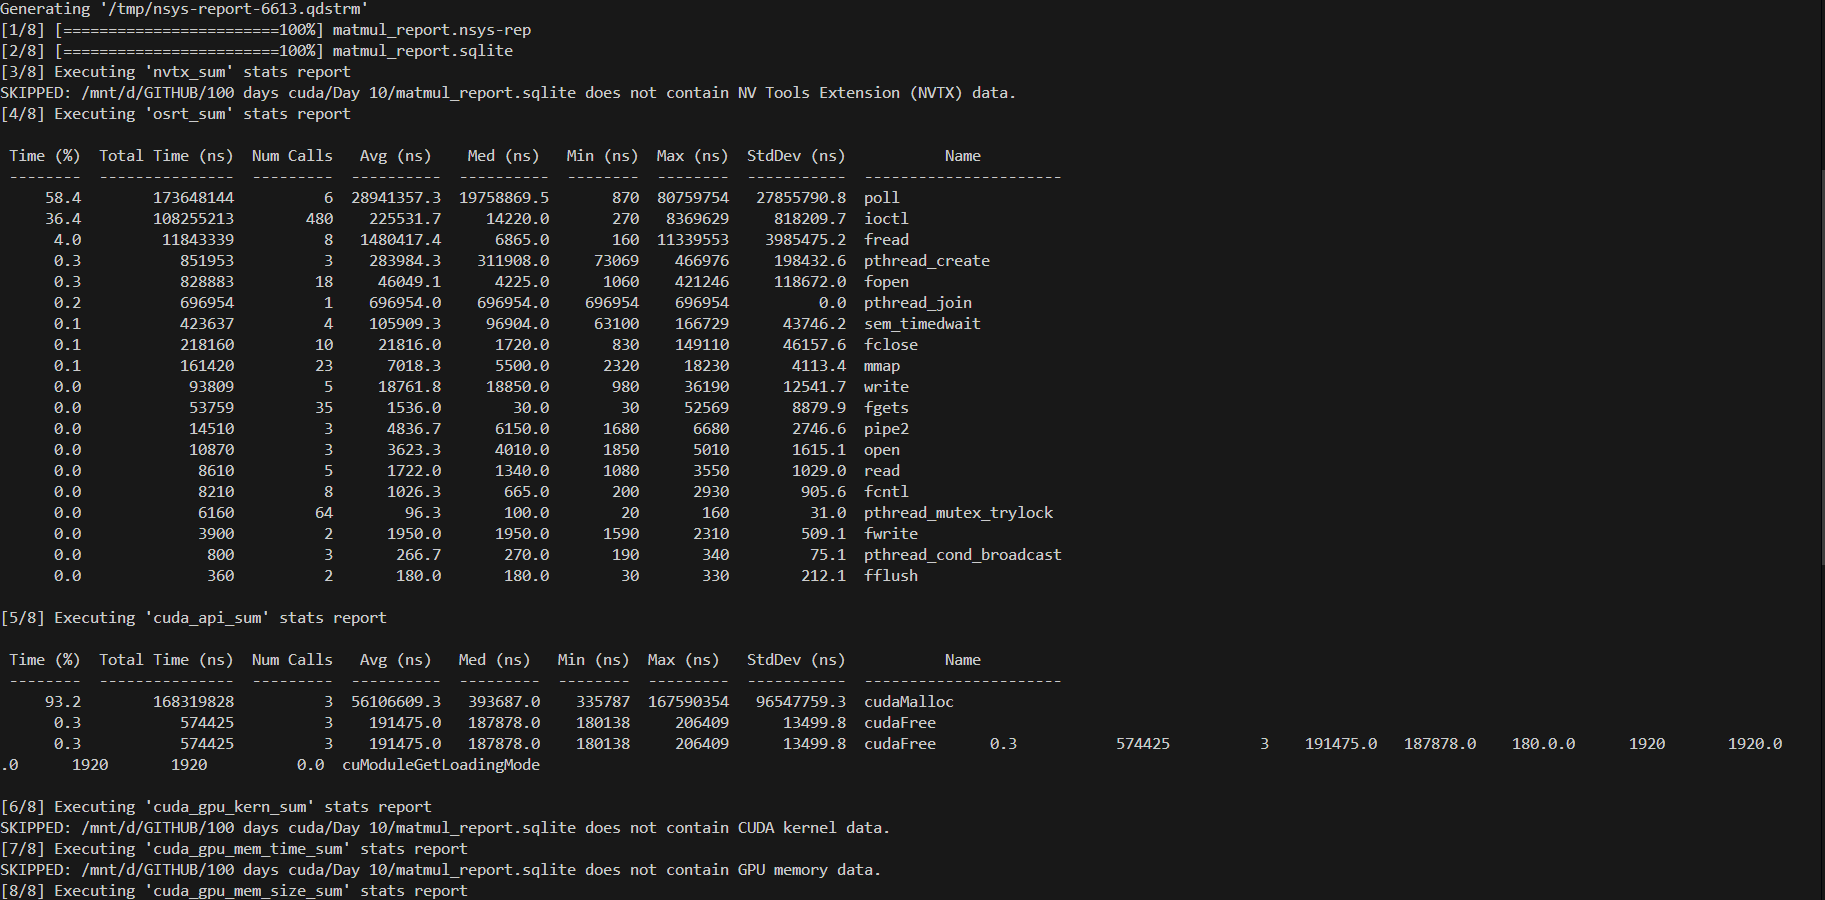 Generating '/tmp/nsys-report-6613.qdstrm'
[1/8] [========================100%] matmul_report.nsys-rep
[2/8] [========================100%] matmul_report.sqlite
[3/8] Executing 'nvtx_sum' stats report
SKIPPED: /mnt/d/GITHUB/100 days cuda/Day 10/matmul_report.sqlite does not contain NV Tools Extension (NVTX) data.
[4/8] Executing 'osrt_sum' stats report
Time (%)  Total Time (ns)  Num Calls   Avg (ns)    Med (ns)   Min (ns)  Max (ns)  StdDev (ns)           Name
--------  ---------------  ---------  ----------  ----------  --------  --------  -----------  ----------------------
58.4        173648144          6  28941357.3  19758869.5       870  80759754   27855790.8  poll
36.4        108255213        480    225531.7     14220.0       270   8369629     818209.7  ioctl
4.0         11843339          8   1480417.4      6865.0       160  11339553    3985475.2  fread
0.3           851953          3    283984.3    311908.0     73069    466976     198432.6  pthread_create
0.3           828883         18     46049.1      4225.0      1060    421246     118672.0  fopen
0.2           696954          1    696954.0    696954.0    696954    696954          0.0  pthread_join
0.1           423637          4    105909.3     96904.0     63100    166729      43746.2  sem_timedwait
0.1           218160         10     21816.0      1720.0       830    149110      46157.6  fclose
0.1           161420         23      7018.3      5500.0      2320     18230       4113.4  mmap
0.0            93809          5     18761.8     18850.0       980     36190      12541.7  write
0.0            53759         35      1536.0        30.0        30     52569       8879.9  fgets
0.0            14510          3      4836.7      6150.0      1680      6680       2746.6  pipe2
0.0            10870          3      3623.3      4010.0      1850      5010       1615.1  open
0.0             8610          5      1722.0      1340.0      1080      3550       1029.0  read
0.0             8210          8      1026.3       665.0       200      2930        905.6  fcntl
0.0             6160         64        96.3       100.0        20       160         31.0  pthread_mutex_trylock
0.0             3900          2      1950.0      1950.0      1590      2310        509.1  fwrite
0.0              800          3       266.7       270.0       190       340         75.1  pthread_cond_broadcast
0.0              360          2       180.0       180.0        30       330        212.1  fflush
[5/8] Executing 'cuda_api_sum' stats report
Time (%)  Total Time (ns)  Num Calls   Avg (ns)   Med (ns)   Min (ns)  Max (ns)   StdDev (ns)           Name
--------  ---------------  ---------  ----------  ---------  --------  ---------  -----------  ----------------------
93.2        168319828          3  56106609.3   393687.0    335787  167590354   96547759.3  cudaMalloc
0.3           574425          3    191475.0   187878.0    180138     206409      13499.8  cudaFree
0.3           574425          3    191475.0   187878.0    180138     206409      13499.8  cudaFree      0.3           574425          3    191475.0   187878.0    180.0.0      1920       1920.0
.0      1920       1920          0.0  cuModuleGetLoadingMode
[6/8] Executing 'cuda_gpu_kern_sum' stats report
SKIPPED: /mnt/d/GITHUB/100 days cuda/Day 10/matmul_report.sqlite does not contain CUDA kernel data.
[7/8] Executing 'cuda_gpu_mem_time_sum' stats report
SKIPPED: /mnt/d/GITHUB/100 days cuda/Day 10/matmul_report.sqlite does not contain GPU memory data.
[8/8] Executing 'cuda_gpu_mem_size_sum' stats report